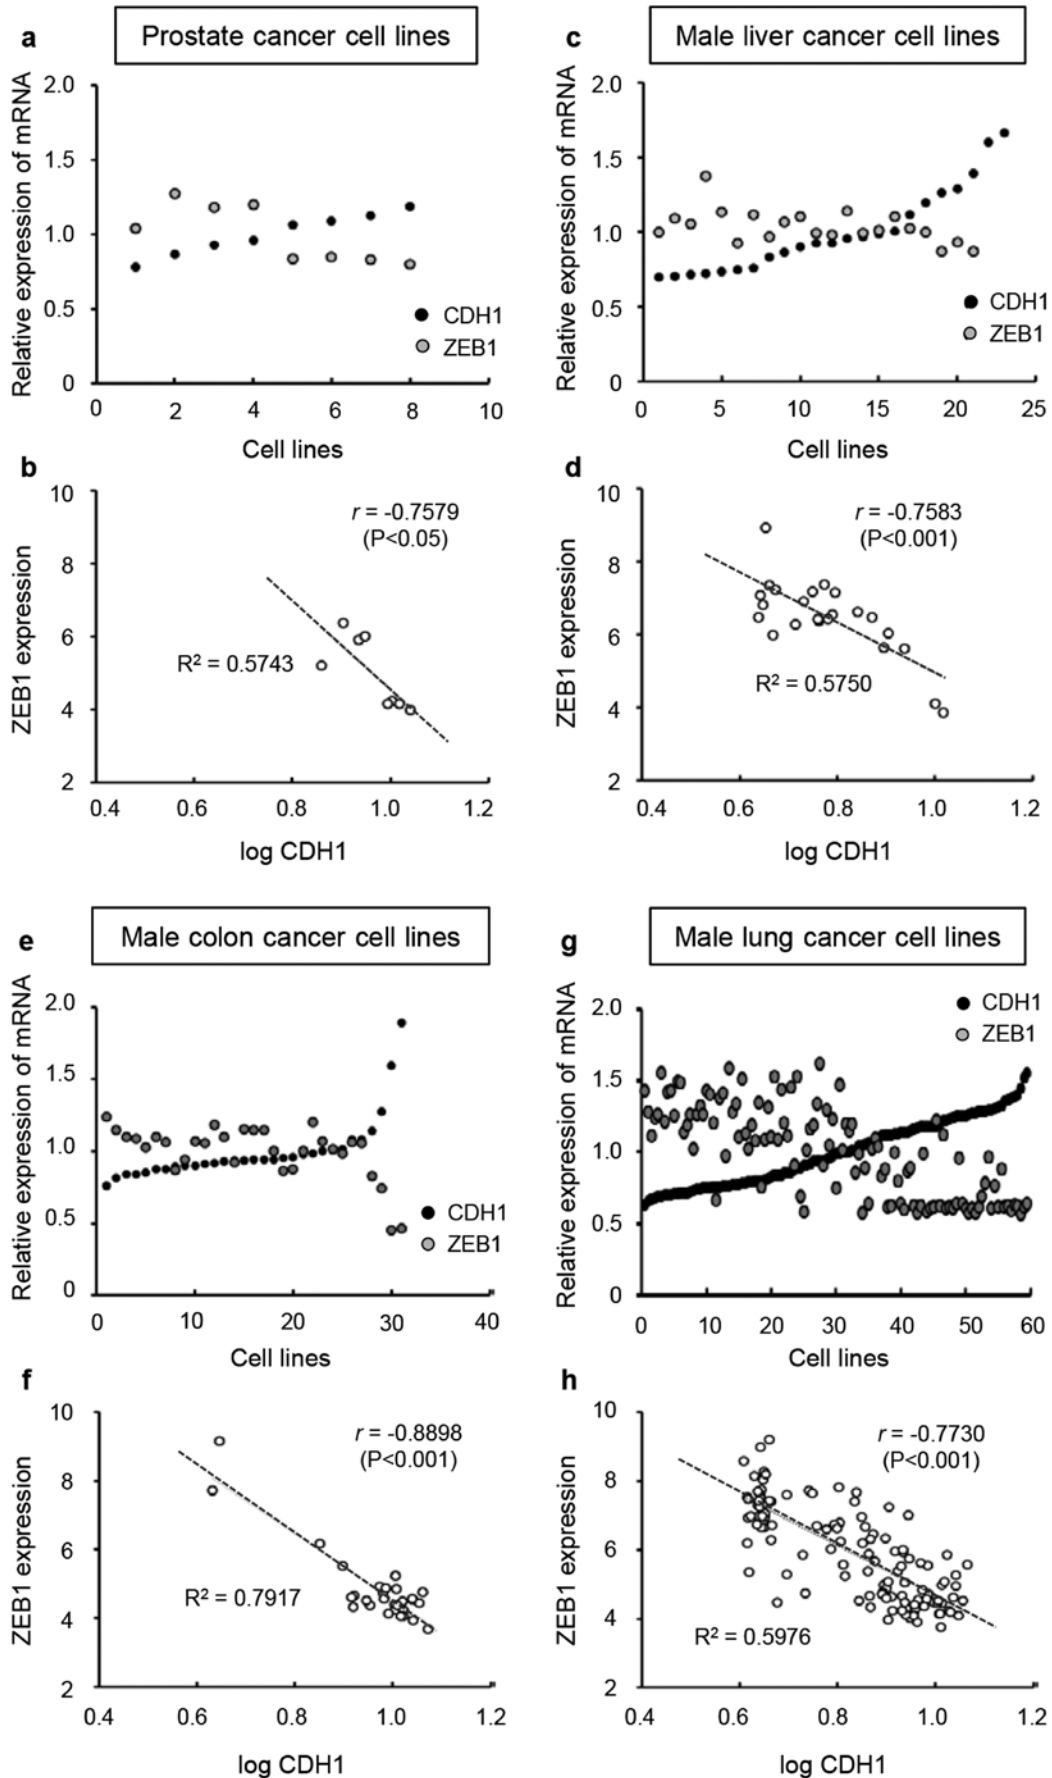 a
Prostate cancer cell lines
Relative expression of mRNA
2.0
1.5
1.0
0.5
0
CDH1
ZEB1
0 2 4 6 8 10
Cell lines
b
ZEB1 expression
10
8
6
4
2
r = -0.7579
(P<0.05)
R² = 0.5743
0.4 0.6 0.8 1.0 1.2
log CDH1
c
Male liver cancer cell lines
Relative expression of mRNA
2.0
1.5
1.0
0.5
0
CDH1
ZEB1
0 5 10 15 20 25
Cell lines
d
ZEB1 expression
10
8
6
4
2
r = -0.7583
(P<0.001)
R² = 0.5750
0.4 0.6 0.8 1.0 1.2
log CDH1
e
Male colon cancer cell lines
Relative expression of mRNA
2.0
1.5
1.0
0.5
0
CDH1
ZEB1
0 10 20 30 40
Cell lines
f
ZEB1 expression
10
8
6
4
2
r = -0.8898
(P<0.001)
R² = 0.7917
0.4 0.6 0.8 1.0 1.2
log CDH1
g
Male lung cancer cell lines
Relative expression of mRNA
2.0
1.5
1.0
0.5
0
CDH1
ZEB1
0 10 20 30 40 50 60
Cell lines
h
ZEB1 expression
10
8
6
4
2
r = -0.7730
(P<0.001)
R² = 0.5976
0.4 0.6 0.8 1.0 1.2
log CDH1